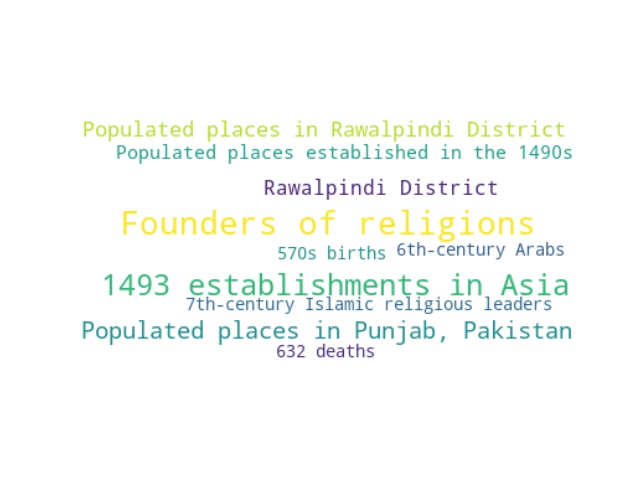 Populated places in Rawalpindi District
Populated places established in the 1490s
Rawalpindi District
Founders of religions
570s births
6th-century Arabs
1493 establishments in Asia
7th-century Islamic religious leaders
Populated places in Punjab, Pakistan
632 deaths